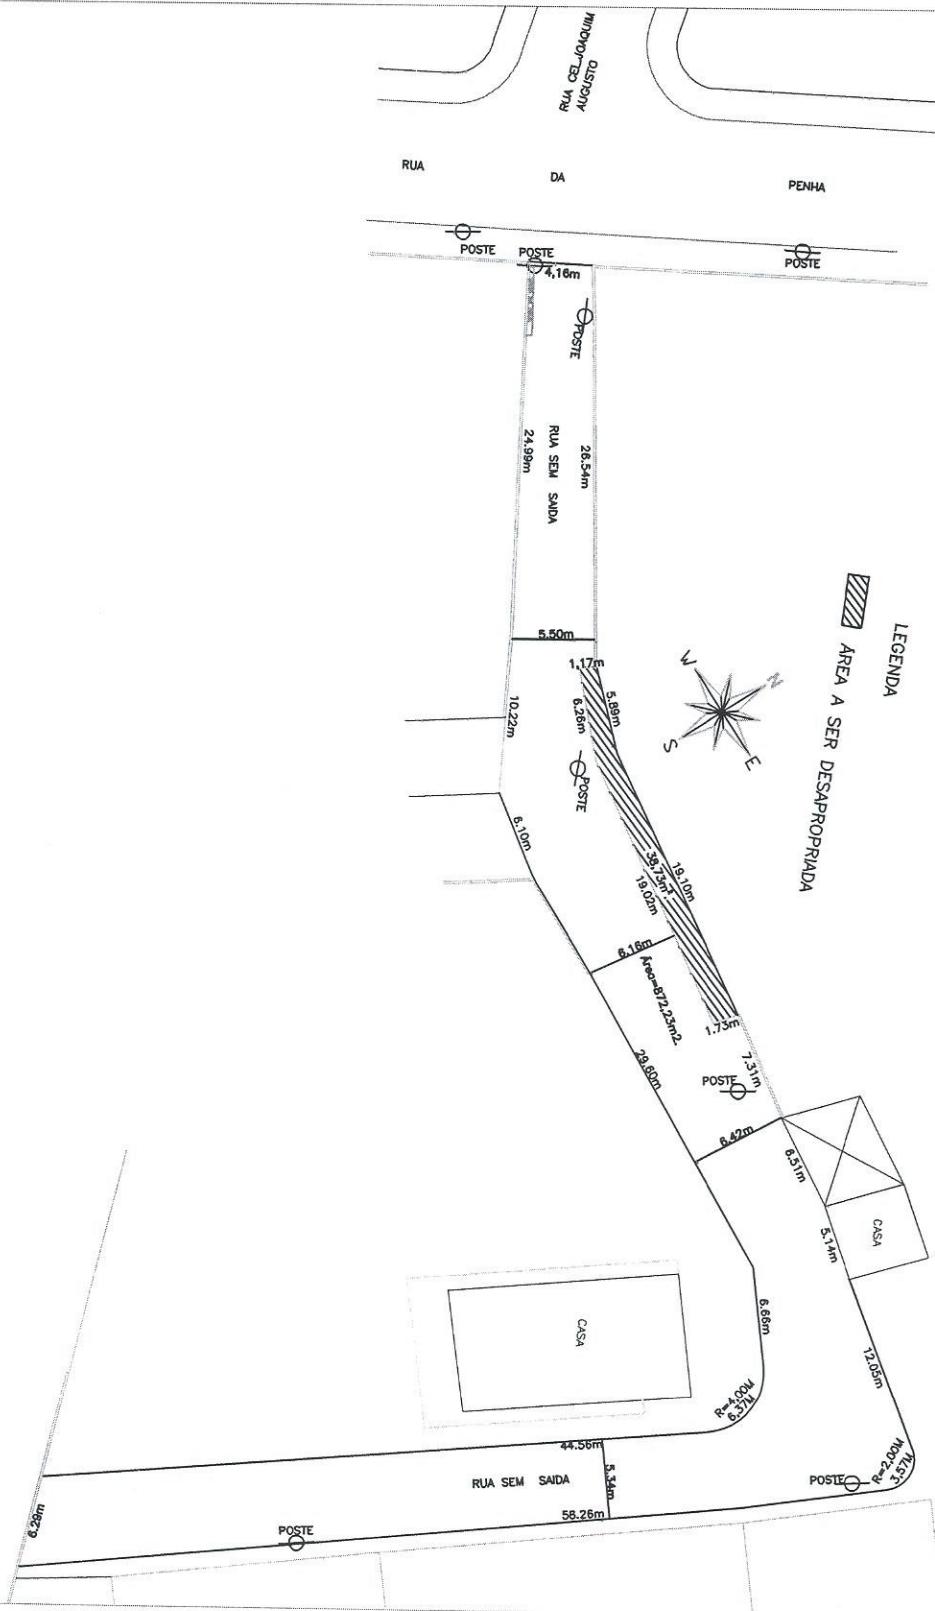 RUA CEL. JOAQUIM
AUGUSTO
RUA
DA
PENHA
POSTE
POSTE
POSTE
4,16m
POSTE
RUA SEM SAIDA
24.99m
26.54m
5.50m
LEGENDA
ÁREA A SER DESAPROPRIADA
W
N
S
E
1,17m
5.89m
6.26m
10.22m
POSTE
6.10m
38,73m²
19.10m
19.02m
6.16m
Área=872,23m2
1.73m
29.60m
7.31m
POSTE
6.42m
6.51m
CASA
5.14m
CASA
6.66m
12.05m
R=4,00M
6,37M
R=2,00M
3,57M
44.56m
5.34m
RUA SEM SAIDA
POSTE
58.26m
POSTE
6.29m